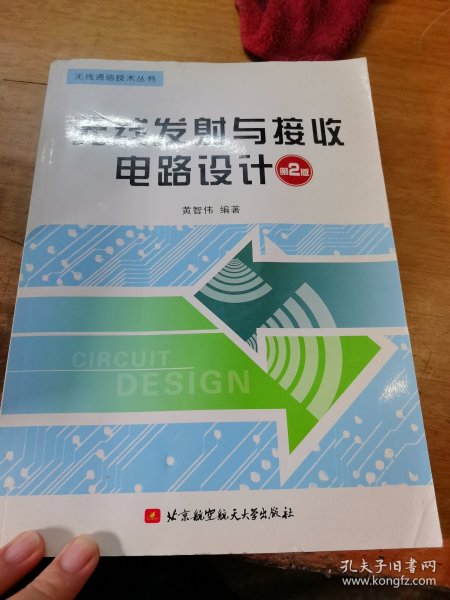 无线通信技术丛书
无线发射与接收
电路设计 第2版
黄智伟 编著
CIRCUIT
DESIGN
北京航空航天大学出版社
孔夫子旧书网
www.kongfz.com